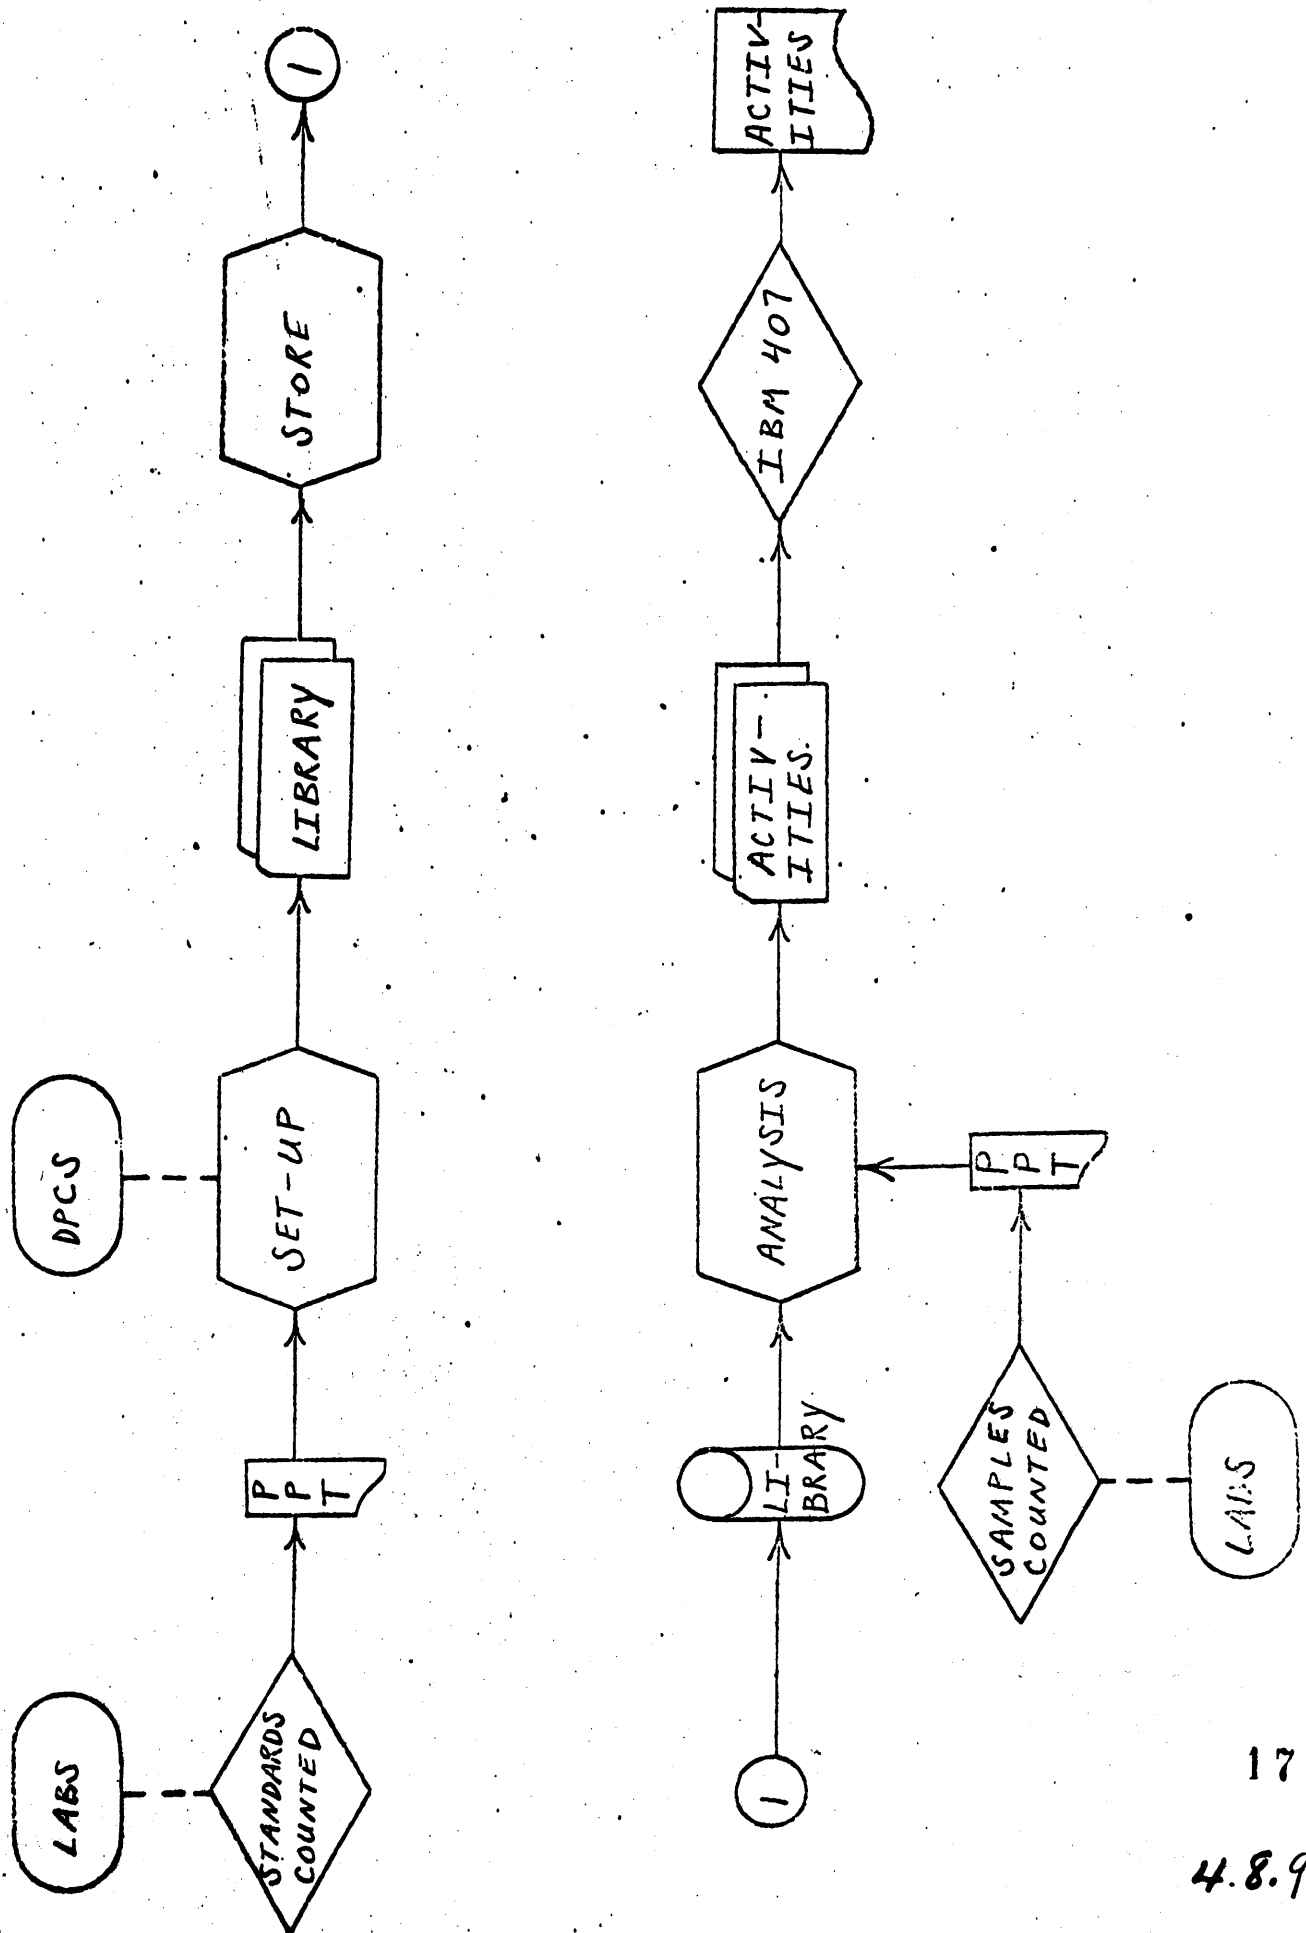 LABS
DPCS
STANDARDS
COUNTED
P
P
T
SET-UP
LIBRARY
STORE
1
1
LI-
BRARY
ANALYSIS
ACTIV-
ITIES.
IBM 407
ACTIV-
ITIES
SAMPLES
COUNTED
P
P
T
LABS
17
4.8.9